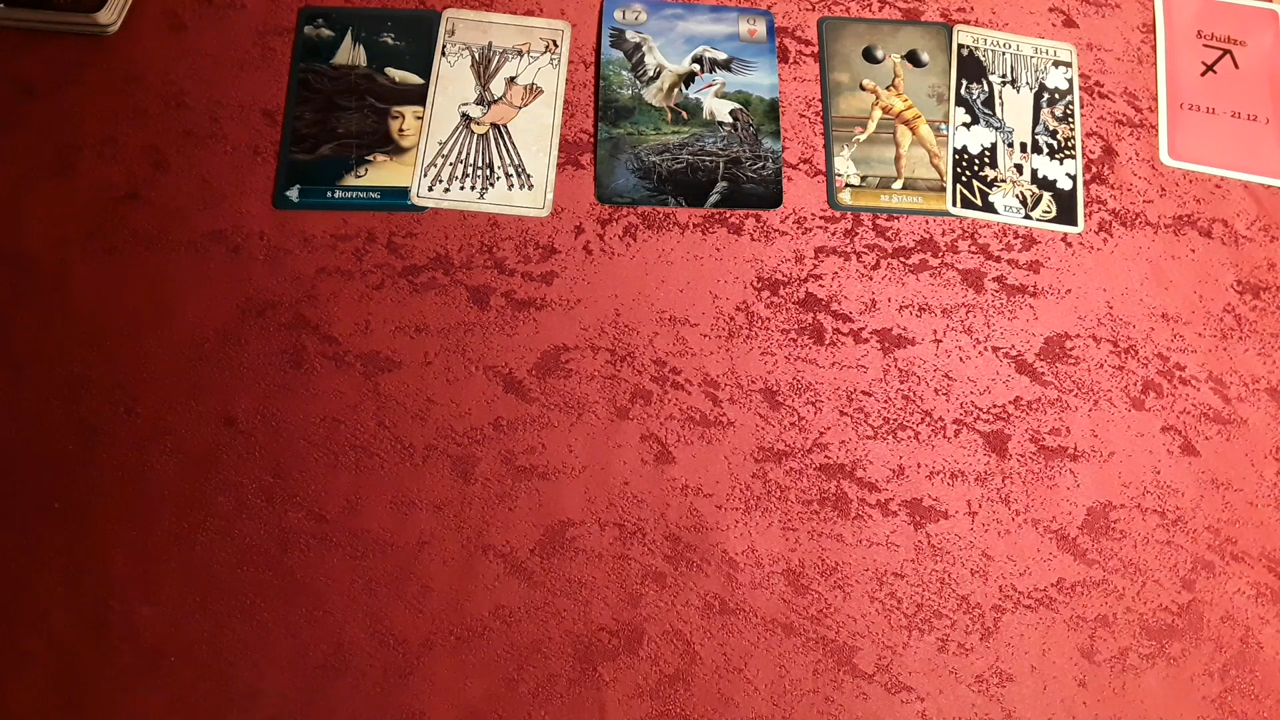 8 HOFFNUNG
X
17
Q
32 STÄRKE
THE TOWER.
XVI
Schütze
( 23.11. - 21.12. )